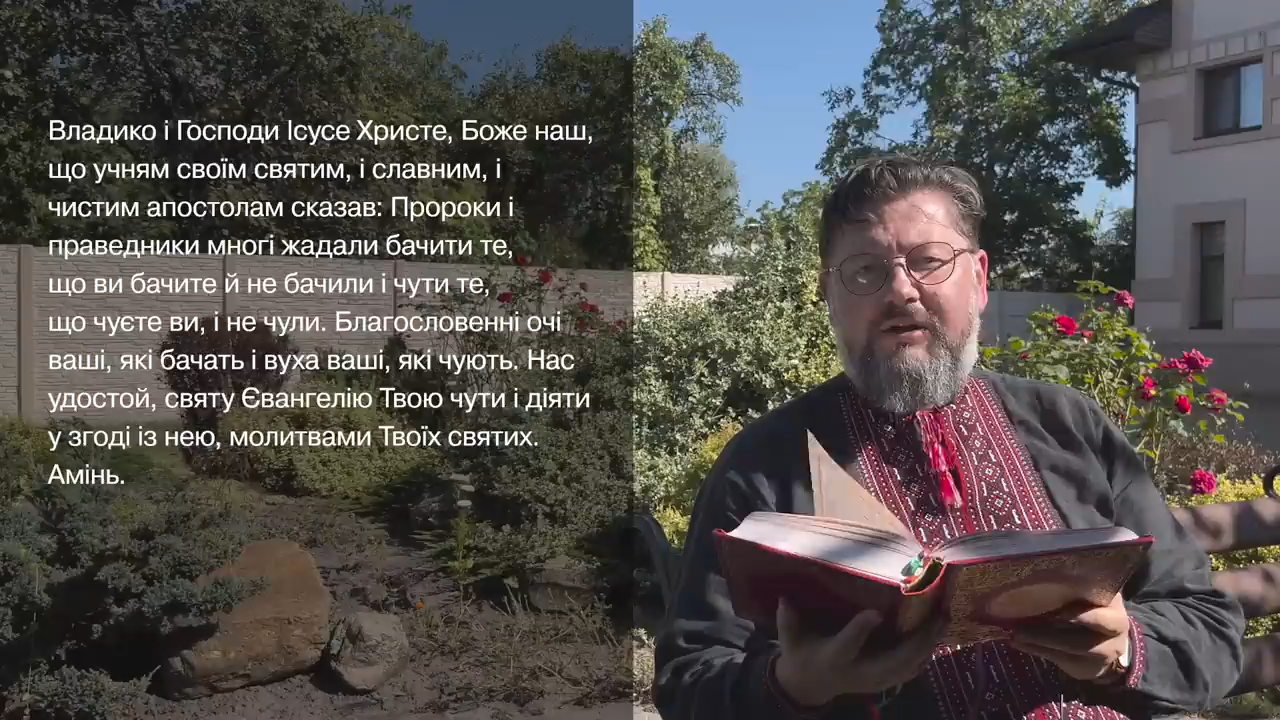 Владико і Господи Ісусе Христе, Боже наш,
що учням своїм святим, і славним, і
чистим апостолам сказав: Пророки і
праведники многі жадали бачити те,
що ви бачите й не бачили і чути те,
що чуєте ви, і не чули. Благословенні очі
ваші, які бачать і вуха ваші, які чують. Нас
удостой, святу Євангелію Твою чути і діяти
у згоді із нею, молитвами Твоїх святих.
Амінь.